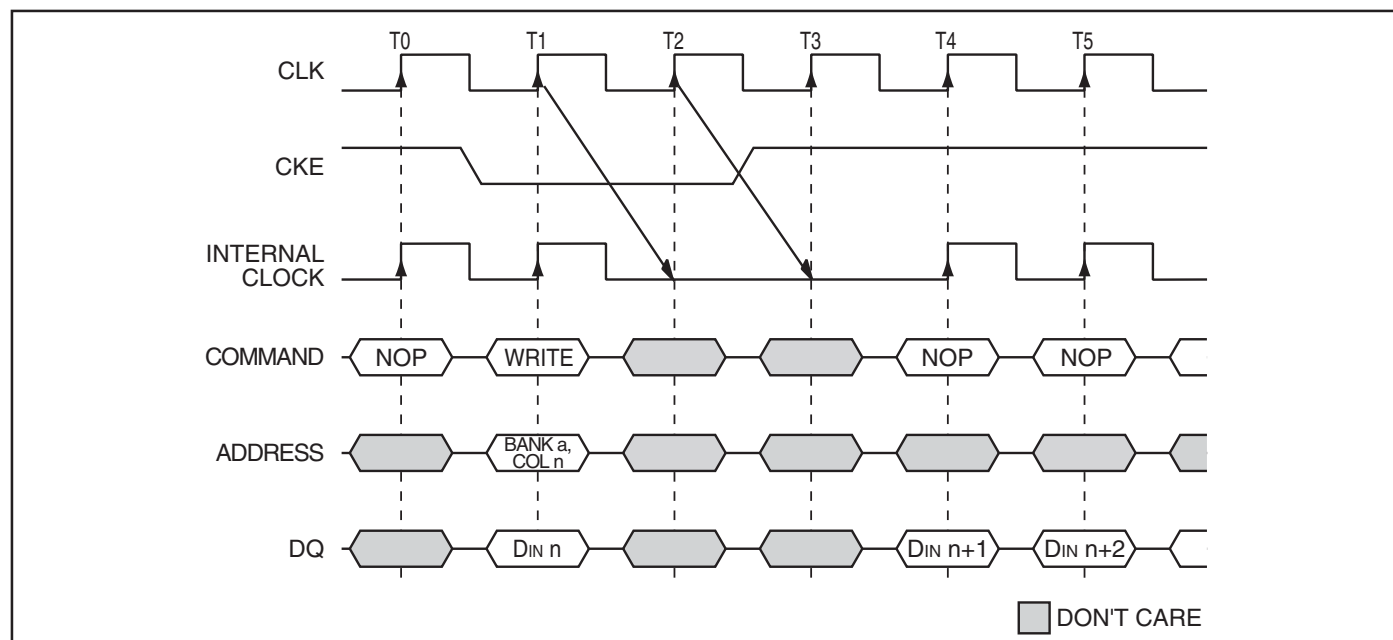 T0 T1 T2 T3 T4 T5
CLK
CKE
INTERNAL
CLOCK
COMMAND NOP WRITE NOP NOP
ADDRESS BANK a,
COL n
DQ DIN n DIN n+1 DIN n+2
DON'T CARE